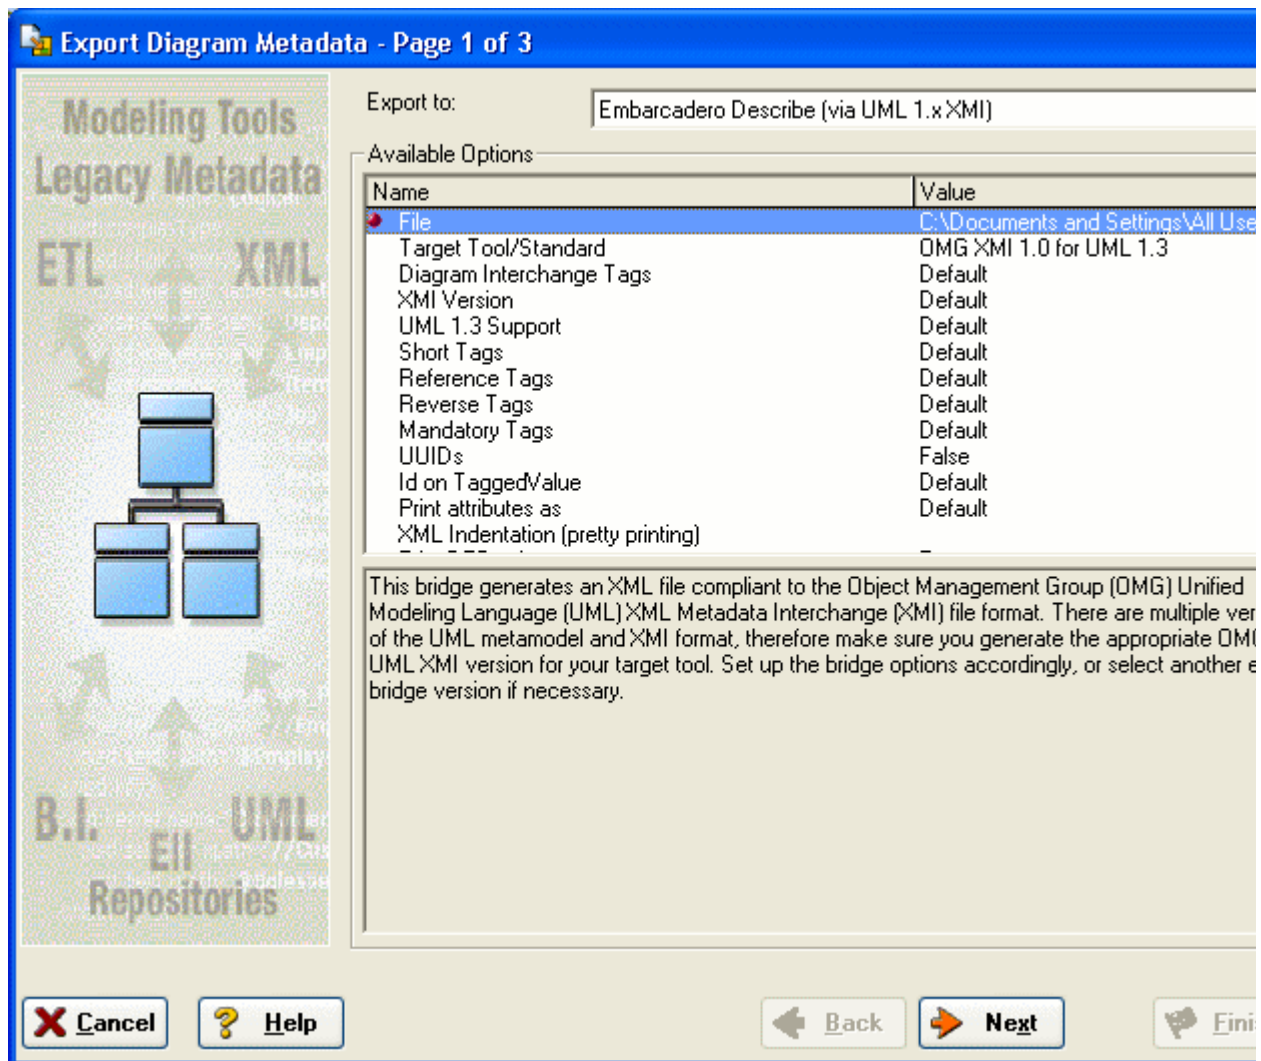 Export Diagram Metadata - Page 1 of 3
Modeling Tools
Legacy Metadata
ETL XML
B.I. UML
EII
Repositories
Export to: Embarcadero Describe (via UML 1.x XMI)
Available Options
Name Value
File C:\Documents and Settings\All Use
Target Tool/Standard OMG XMI 1.0 for UML 1.3
Diagram Interchange Tags Default
XMI Version Default
UML 1.3 Support Default
Short Tags Default
Reference Tags Default
Reverse Tags Default
Mandatory Tags Default
UUIDs False
Id on TaggedValue Default
Print attributes as Default
XML Indentation (pretty printing)
This bridge generates an XML file compliant to the Object Management Group (OMG) Unified
Modeling Language (UML) XML Metadata Interchange (XMI) file format. There are multiple ver
of the UML metamodel and XMI format, therefore make sure you generate the appropriate OMG
UML XMI version for your target tool. Set up the bridge options accordingly, or select another e
bridge version if necessary.
Cancel Help Back Next Fini